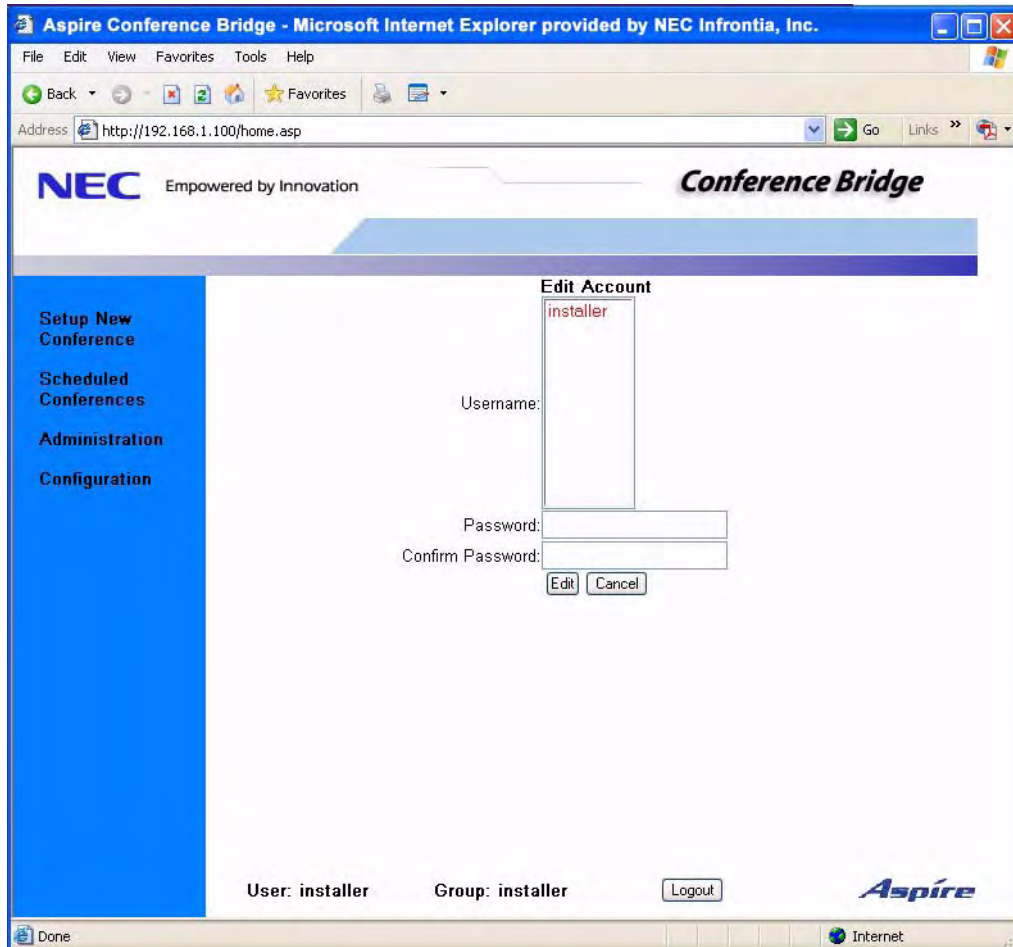 Aspire Conference Bridge - Microsoft Internet Explorer provided by NEC Infrontia, Inc.
File Edit View Favorites Tools Help
Back Favorites
Address http://192.168.1.100/home.asp Go Links »
NEC Empowered by Innovation Conference Bridge
Edit Account
installer
Setup New
Conference
Scheduled
Conferences
Administration
Configuration
Username:
Password:
Confirm Password:
Edit Cancel
User: installer Group: installer Logout Aspire
Done Internet